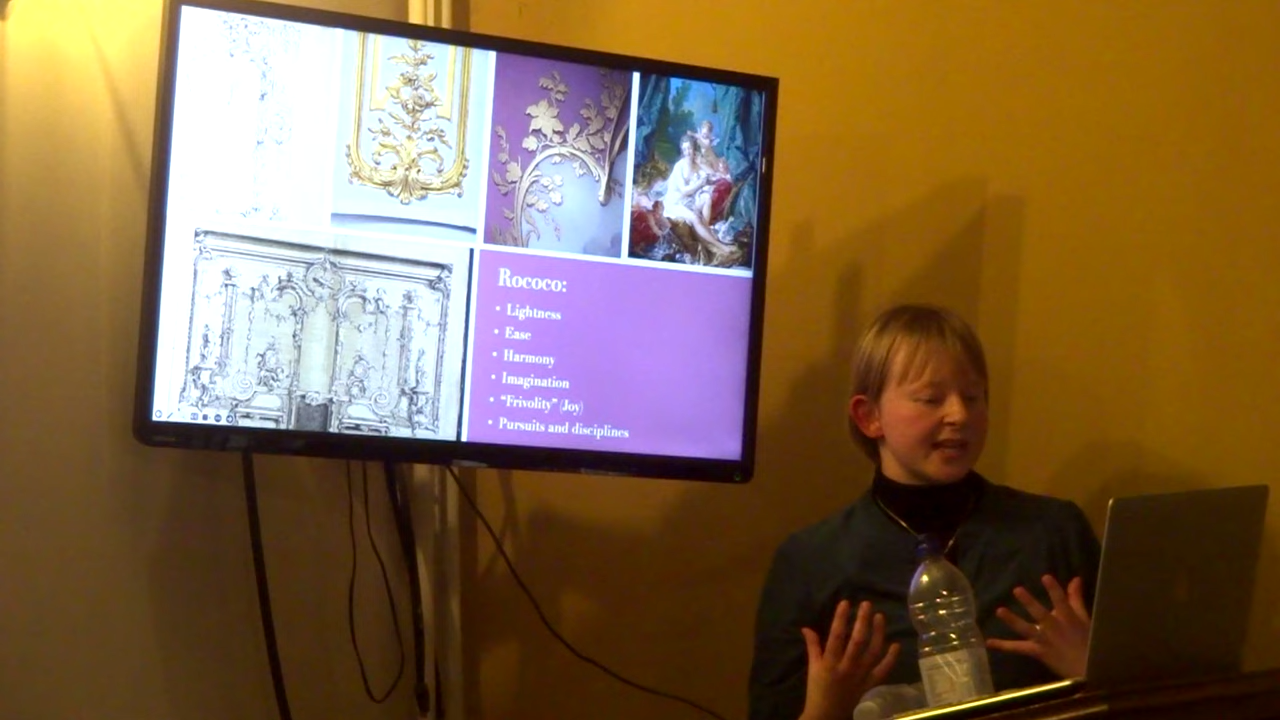 Rococo:
• Lightness
• Ease
• Harmony
• Imagination
• “Frivolity” (Joy)
• Pursuits and disciplines